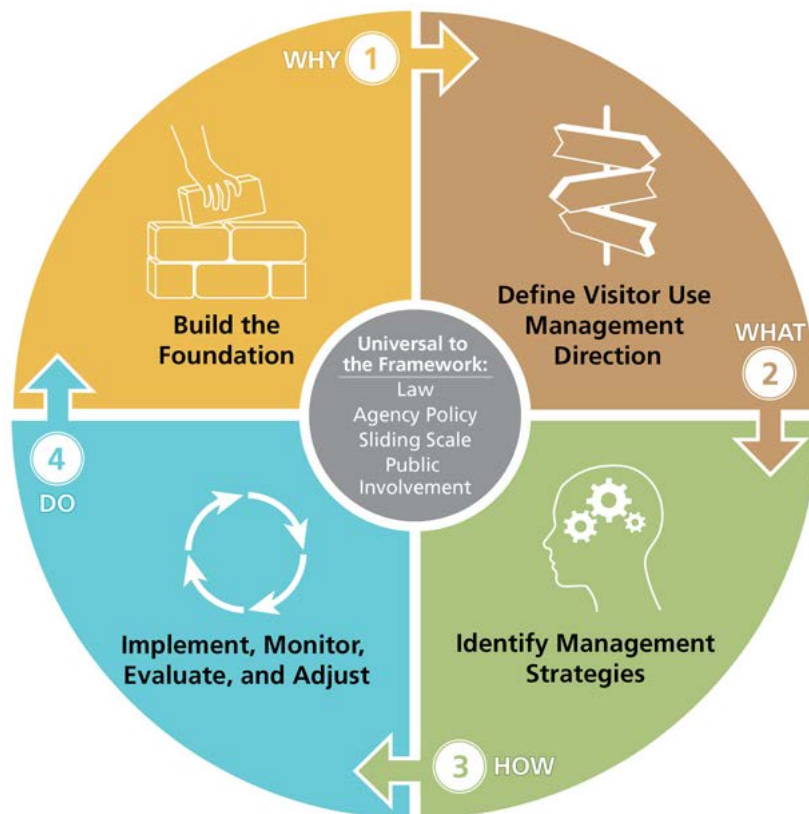 WHY 1
Build the
Foundation
Define Visitor Use
Management
Direction
WHAT
2
Universal to
the Framework:
Law
Agency Policy
Sliding Scale
Public
Involvement
Identify Management
Strategies
3 HOW
Implement, Monitor,
Evaluate, and Adjust
4
DO